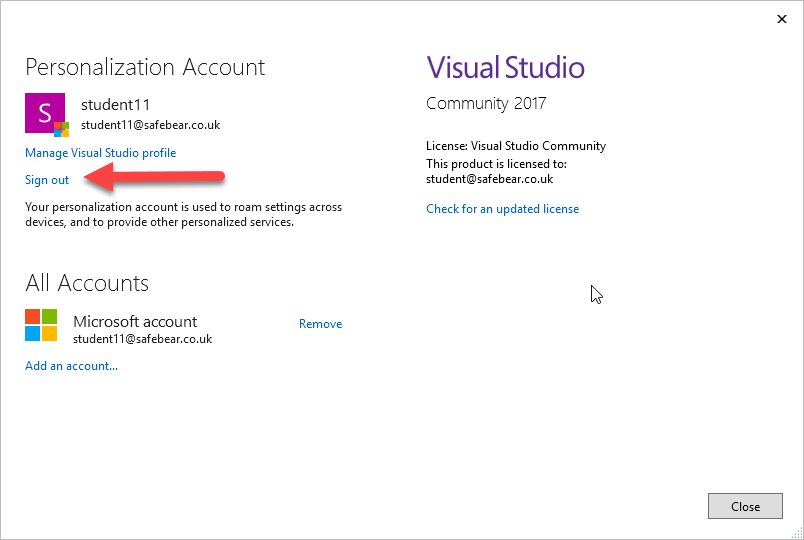 Personalization Account
S
student11
student11@safebear.co.uk
Manage Visual Studio profile
Sign out
Your personalization account is used to roam settings across
devices, and to provide other personalized services.
All Accounts
Microsoft account
student11@safebear.co.uk
Remove
Add an account...
Visual Studio
Community 2017
License: Visual Studio Community
This product is licensed to:
student@safebear.co.uk
Check for an updated license
Close